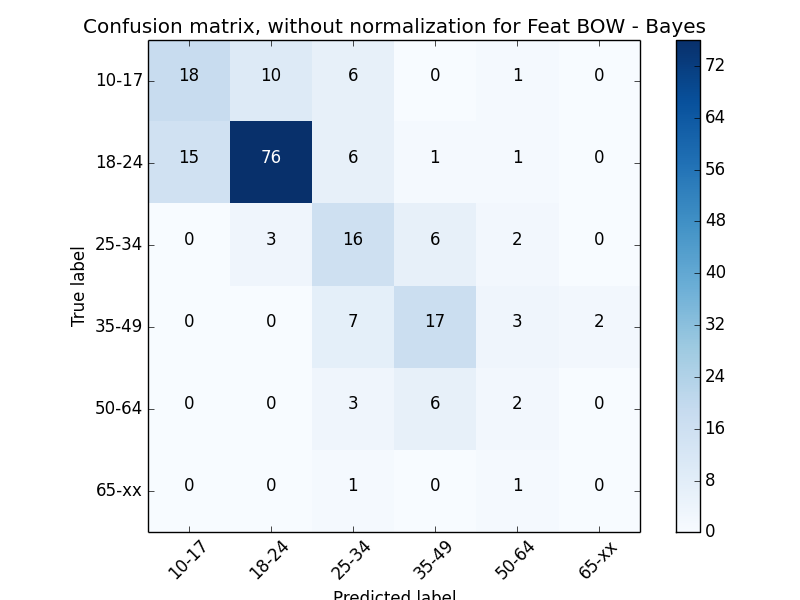 Confusion matrix, without normalization for Feat BOW - Bayes
10-17 18 10 6 0 1 0
18-24 15 76 6 1 1 0
25-34 0 3 16 6 2 0
35-49 0 0 7 17 3 2
50-64 0 0 3 6 2 0
65-xx 0 0 1 0 1 0
10-17 18-24 25-34 35-49 50-64 65-xx
True label
Predicted label
72
64
56
48
40
32
24
16
8
0